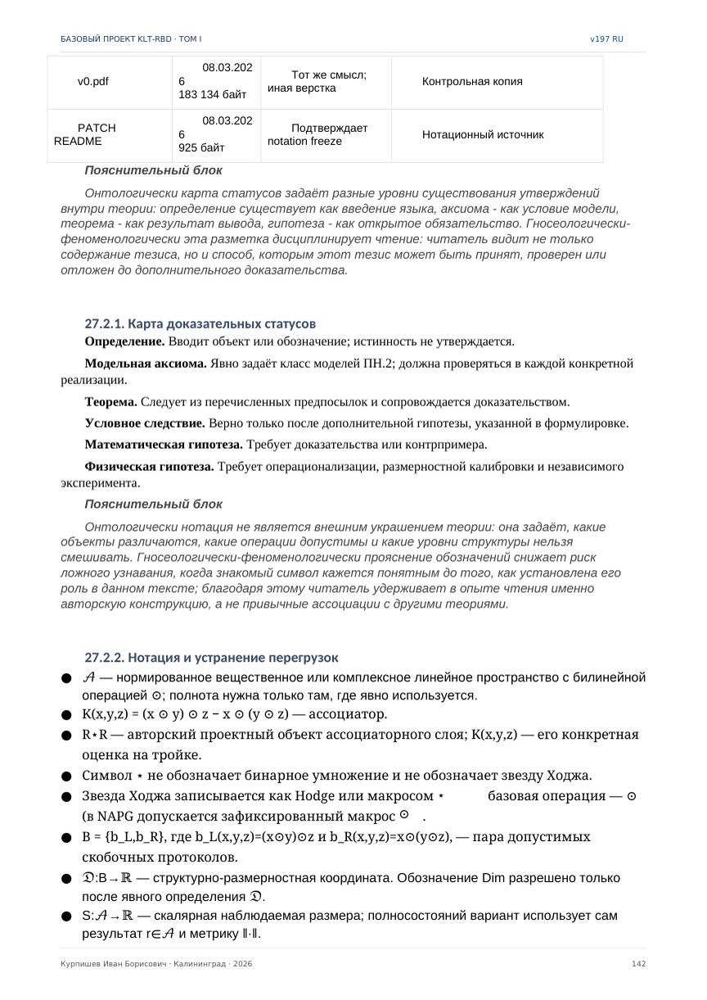 БАЗОВЫЙ ПРОЕКТ KLT-RBD · ТОМ I v197 RU
v0.pdf
08.03.202
6
183 134 байт
Тот же смысл;
иная верстка
Контрольная копия
PATCH
README
08.03.202
6
925 байт
Подтверждает
notation freeze
Нотационный источник
Пояснительный блок
Онтологически карта статусов задаёт разные уровни существования утверждений
внутри теории: определение существует как введение языка, аксиома - как условие модели,
теорема - как результат вывода, гипотеза - как открытое обязательство. Гносеологически-
феноменологически эта разметка дисциплинирует чтение: читатель видит не только
содержание тезиса, но и способ, которым этот тезис может быть принят, проверен или
отложен до дополнительного доказательства.
27.2.1. Карта доказательных статусов
Определение. Вводит объект или обозначение; истинность не утверждается.
Модельная аксиома. Явно задаёт класс моделей ПН.2; должна проверяться в каждой конкретной
реализации.
Теорема. Следует из перечисленных предпосылок и сопровождается доказательством.
Условное следствие. Верно только после дополнительной гипотезы, указанной в формулировке.
Математическая гипотеза. Требует доказательства или контрпримера.
Физическая гипотеза. Требует операционализации, размерностной калибровки и независимого
эксперимента.
Пояснительный блок
Онтологически нотация не является внешним украшением теории: она задаёт, какие
объекты различаются, какие операции допустимы и какие уровни структуры нельзя
смешивать. Гносеологически-феноменологически прояснение обозначений снижает риск
ложного узнавания, когда знакомый символ кажется понятным до того, как установлена его
роль в данном тексте; благодаря этому читатель удерживает в опыте чтения именно
авторскую конструкцию, а не привычные ассоциации с другими теориями.
27.2.2. Нотация и устранение перегрузок
● 𝒜 — нормированное вещественное или комплексное линейное пространство с билинейной
операцией ⊙; полнота нужна только там, где явно используется.
● K(x,y,z) = (x ⊙ y) ⊙ z − x ⊙ (y ⊙ z) — ассоциатор.
● R⋆R — авторский проектный объект ассоциаторного слоя; K(x,y,z) — его конкретная
оценка на тройке.
● Символ ⋆ не обозначает бинарное умножение и не обозначает звезду Ходжа.
● Звезда Ходжа записывается как Hodge или макросом ⋆ базовая операция — ⊙
(в NAPG допускается зафиксированный макрос ⊙ .
● B = {b_L,b_R}, где b_L(x,y,z)=(x⊙y)⊙z и b_R(x,y,z)=x⊙(y⊙z), — пара допустимых
скобочных протоколов.
● 𝔇:B→ℝ — структурно-размерностная координата. Обозначение Dim разрешено только
после явного определения 𝔇.
● S:𝒜→ℝ — скалярная наблюдаемая размера; полносостояний вариант использует сам
результат r∈𝒜 и метрику ‖·‖.
Курпишев Иван Борисович · Калининград · 2026 142